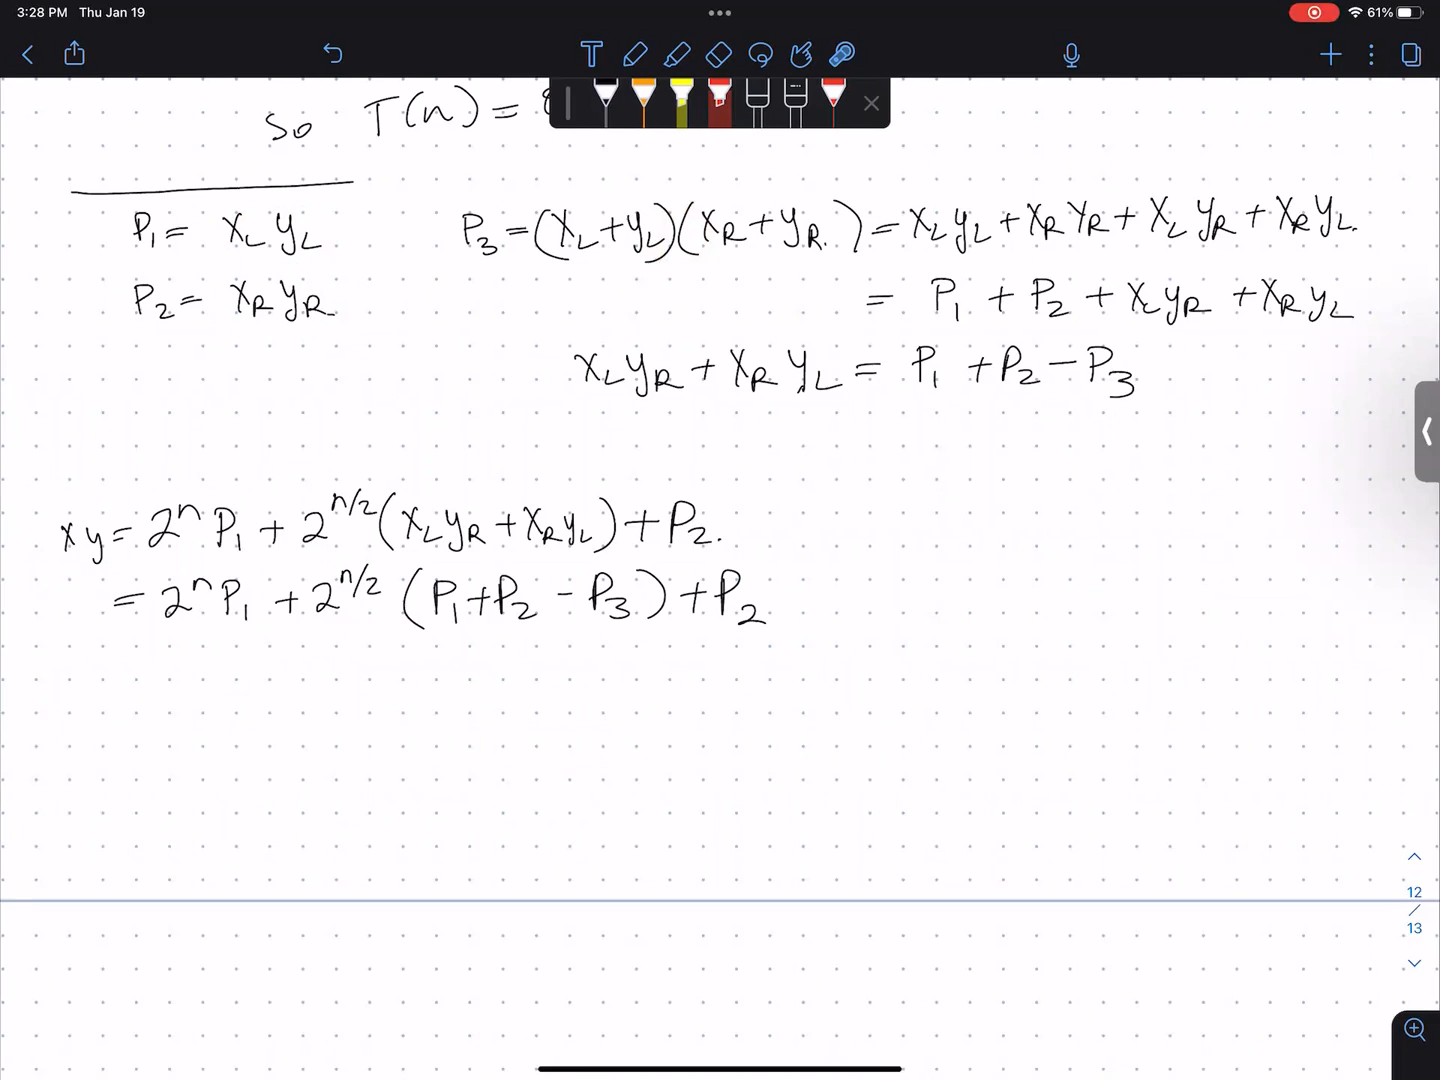 3:28 PM Thu Jan 19
61%
So T(n) =
P₁ = x_L y_L
P₃ = (x_L + y_L)(x_R + y_R.) = x_L y_L + x_R y_R + x_L y_R + x_R y_L.
P₂ = x_R y_R.
= P₁ + P₂ + x_L y_R + x_R y_L
x_L y_R + x_R y_L = P₁ + P₂ − P₃
xy = 2ⁿ P₁ + 2^{n/2} (x_L y_R + x_R y_L) + P₂.
= 2ⁿ P₁ + 2^{n/2} (P₁ + P₂ − P₃) + P₂
12
/
13